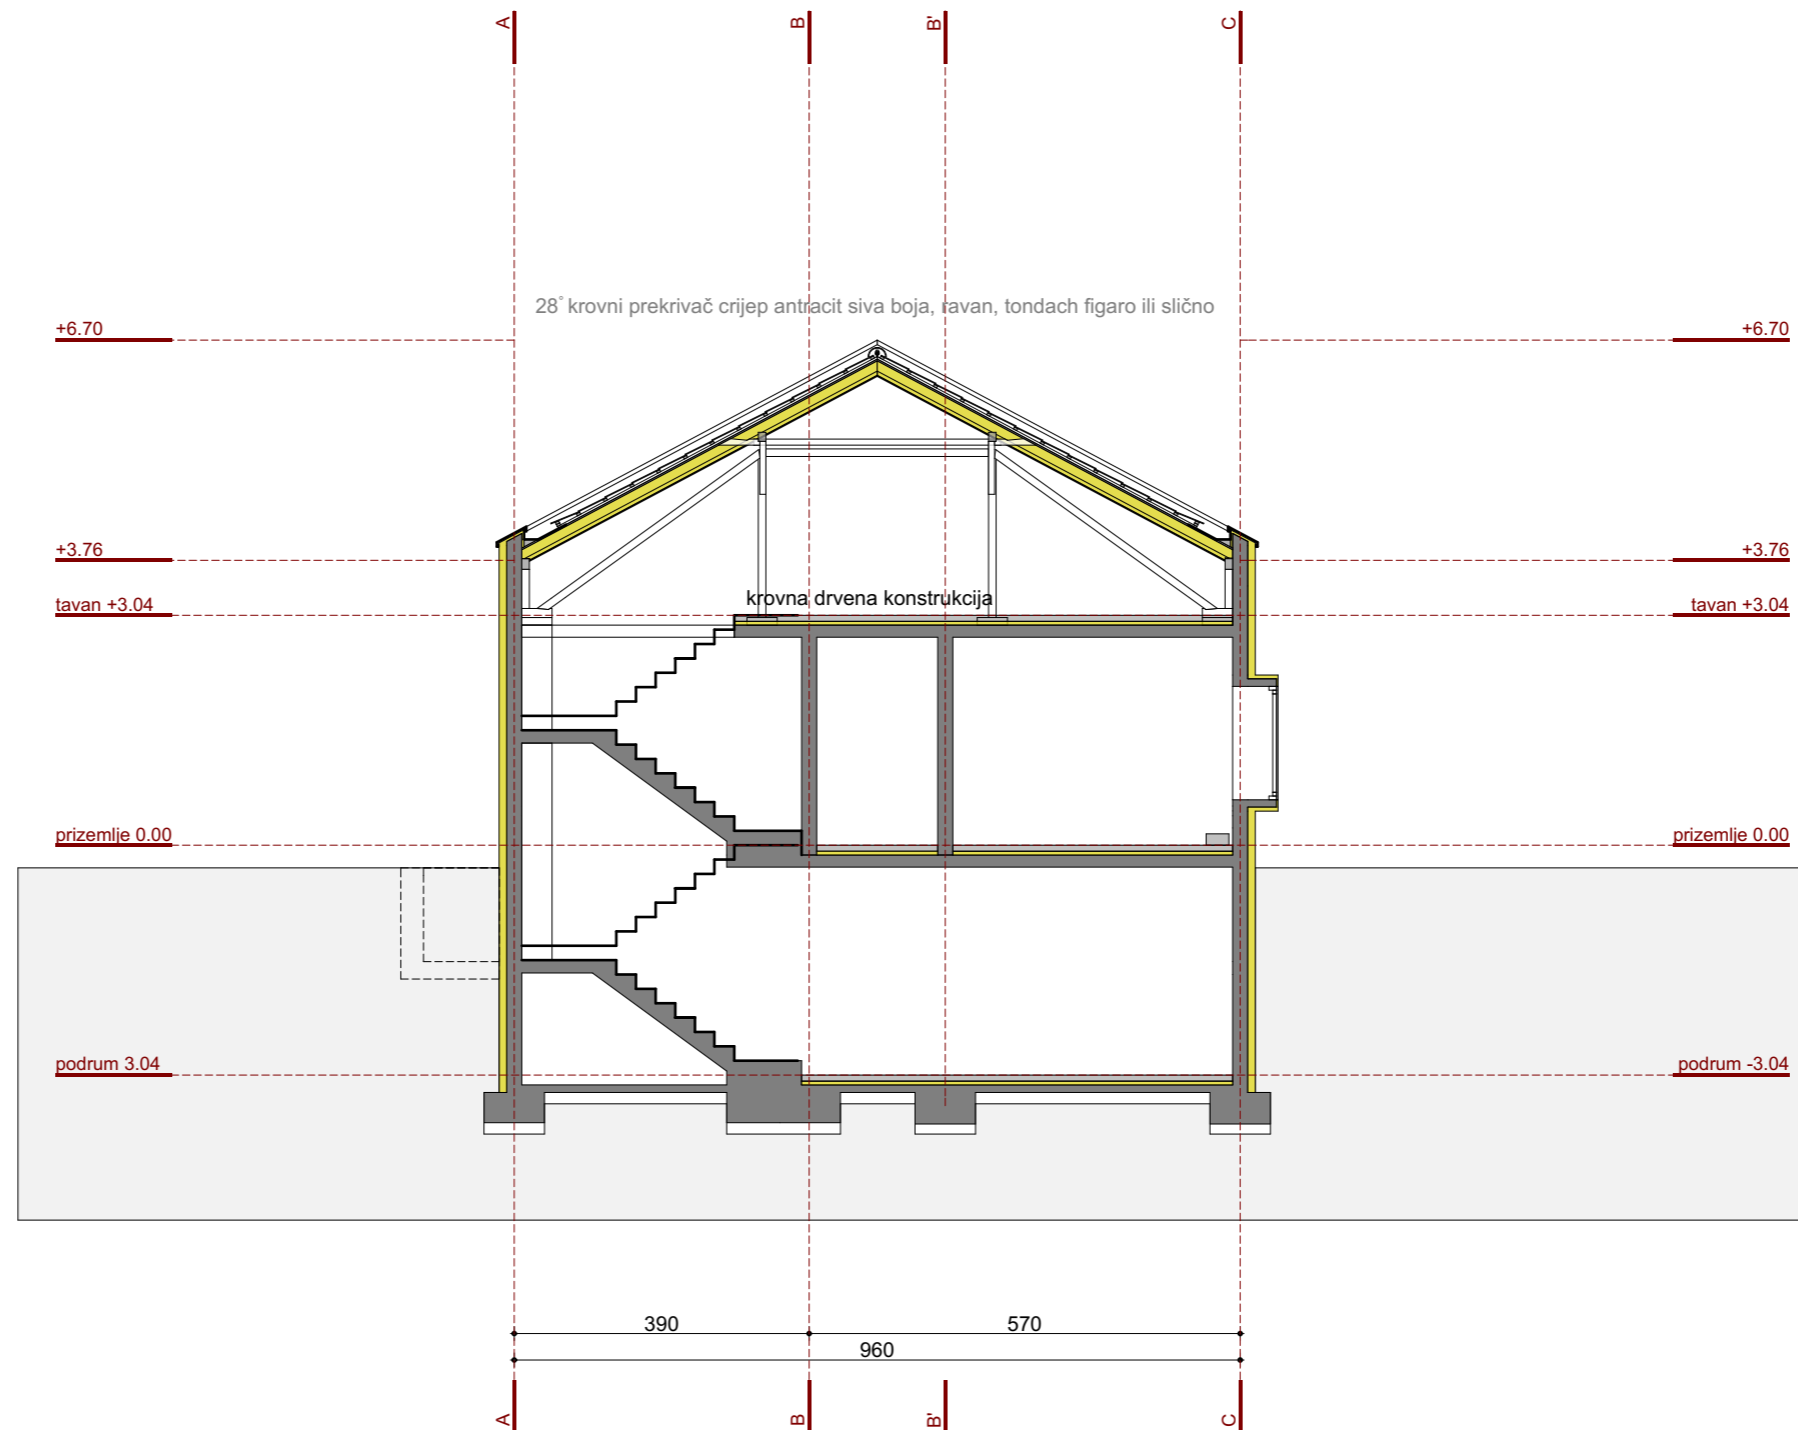 A B B' C
28° krovni prekrivač crijep antracit siva boja, ravan, tondach figaro ili slično
+6.70 +6.70
+3.76 +3.76
krovna drvena konstrukcija
tavan +3.04 tavan +3.04
prizemlje 0.00 prizemlje 0.00
podrum 3.04 podrum -3.04
390 570
960
A B B' C